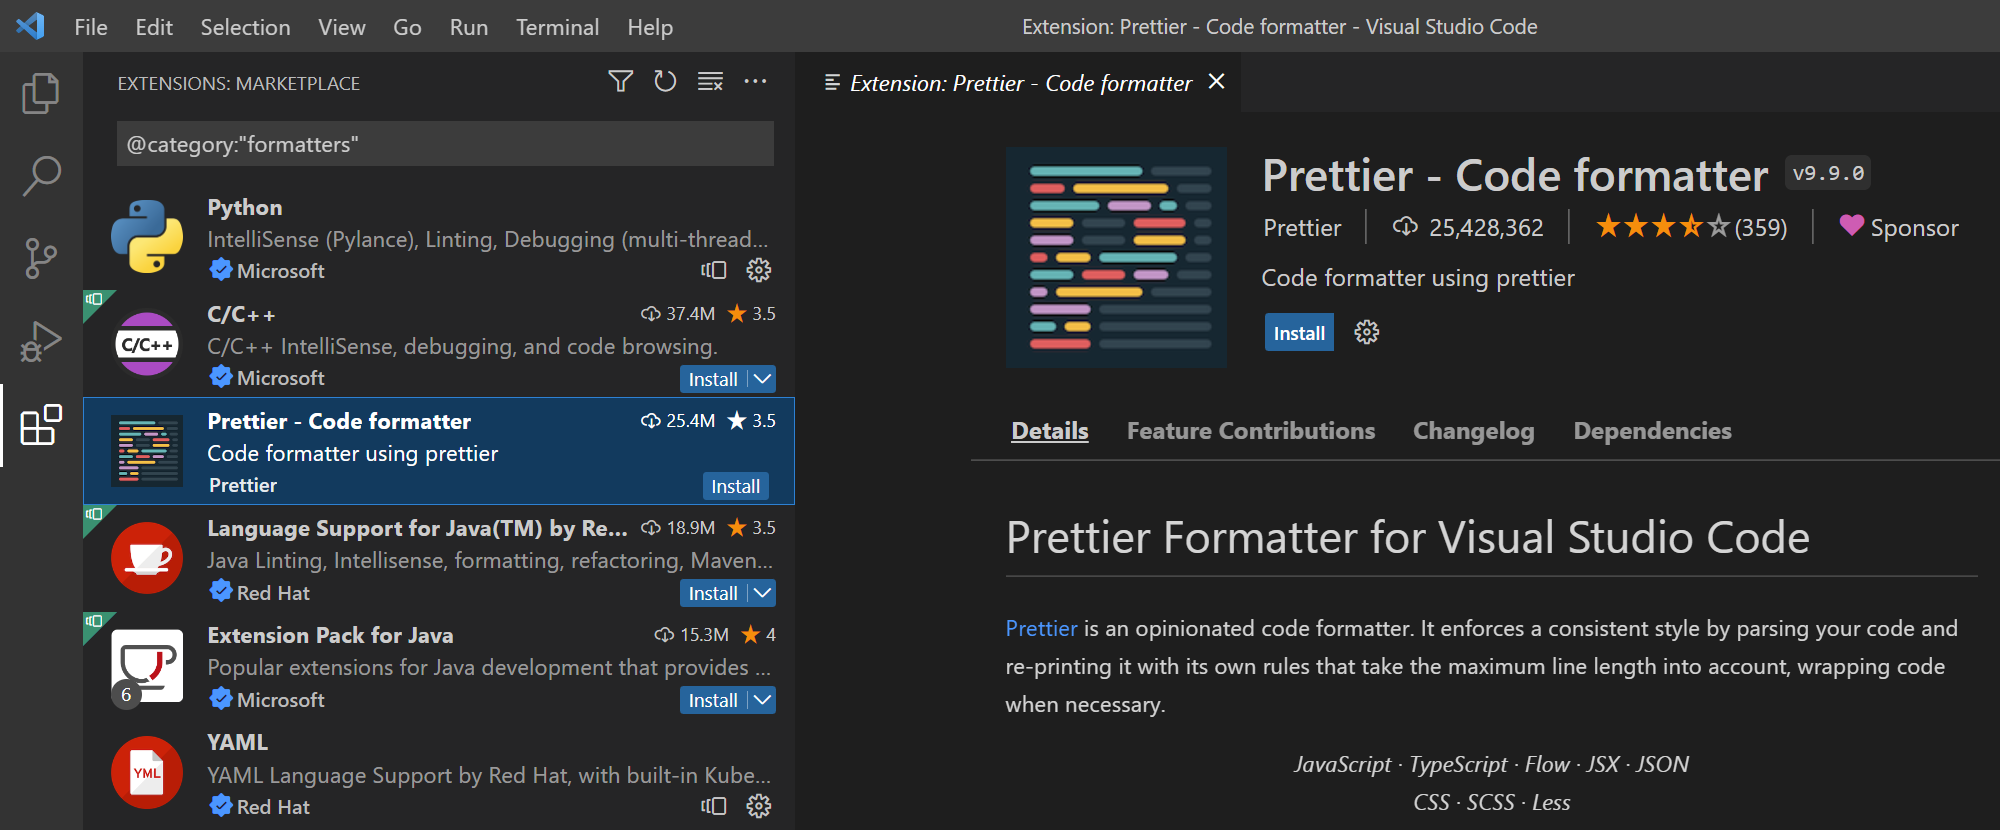 File Edit Selection View Go Run Terminal Help
Extension: Prettier - Code formatter - Visual Studio Code
EXTENSIONS: MARKETPLACE
@category:"formatters"
Python
IntelliSense (Pylance), Linting, Debugging (multi-thread...
Microsoft
C/C++
C/C++ 37.4M 3.5
C/C++ IntelliSense, debugging, and code browsing.
Microsoft Install
Prettier - Code formatter 25.4M 3.5
Code formatter using prettier
Prettier Install
Language Support for Java(TM) by Re... 18.9M 3.5
Java Linting, Intellisense, formatting, refactoring, Maven...
Red Hat Install
Extension Pack for Java 15.3M 4
Popular extensions for Java development that provides ...
6
Microsoft Install
YAML
YML
YAML Language Support by Red Hat, with built-in Kube...
Red Hat
Extension: Prettier - Code formatter
Prettier - Code formatter v9.9.0
Prettier 25,428,362 (359) Sponsor
Code formatter using prettier
Install
Details Feature Contributions Changelog Dependencies
Prettier Formatter for Visual Studio Code
Prettier is an opinionated code formatter. It enforces a consistent style by parsing your code and
re-printing it with its own rules that take the maximum line length into account, wrapping code
when necessary.
JavaScript · TypeScript · Flow · JSX · JSON
CSS · SCSS · Less